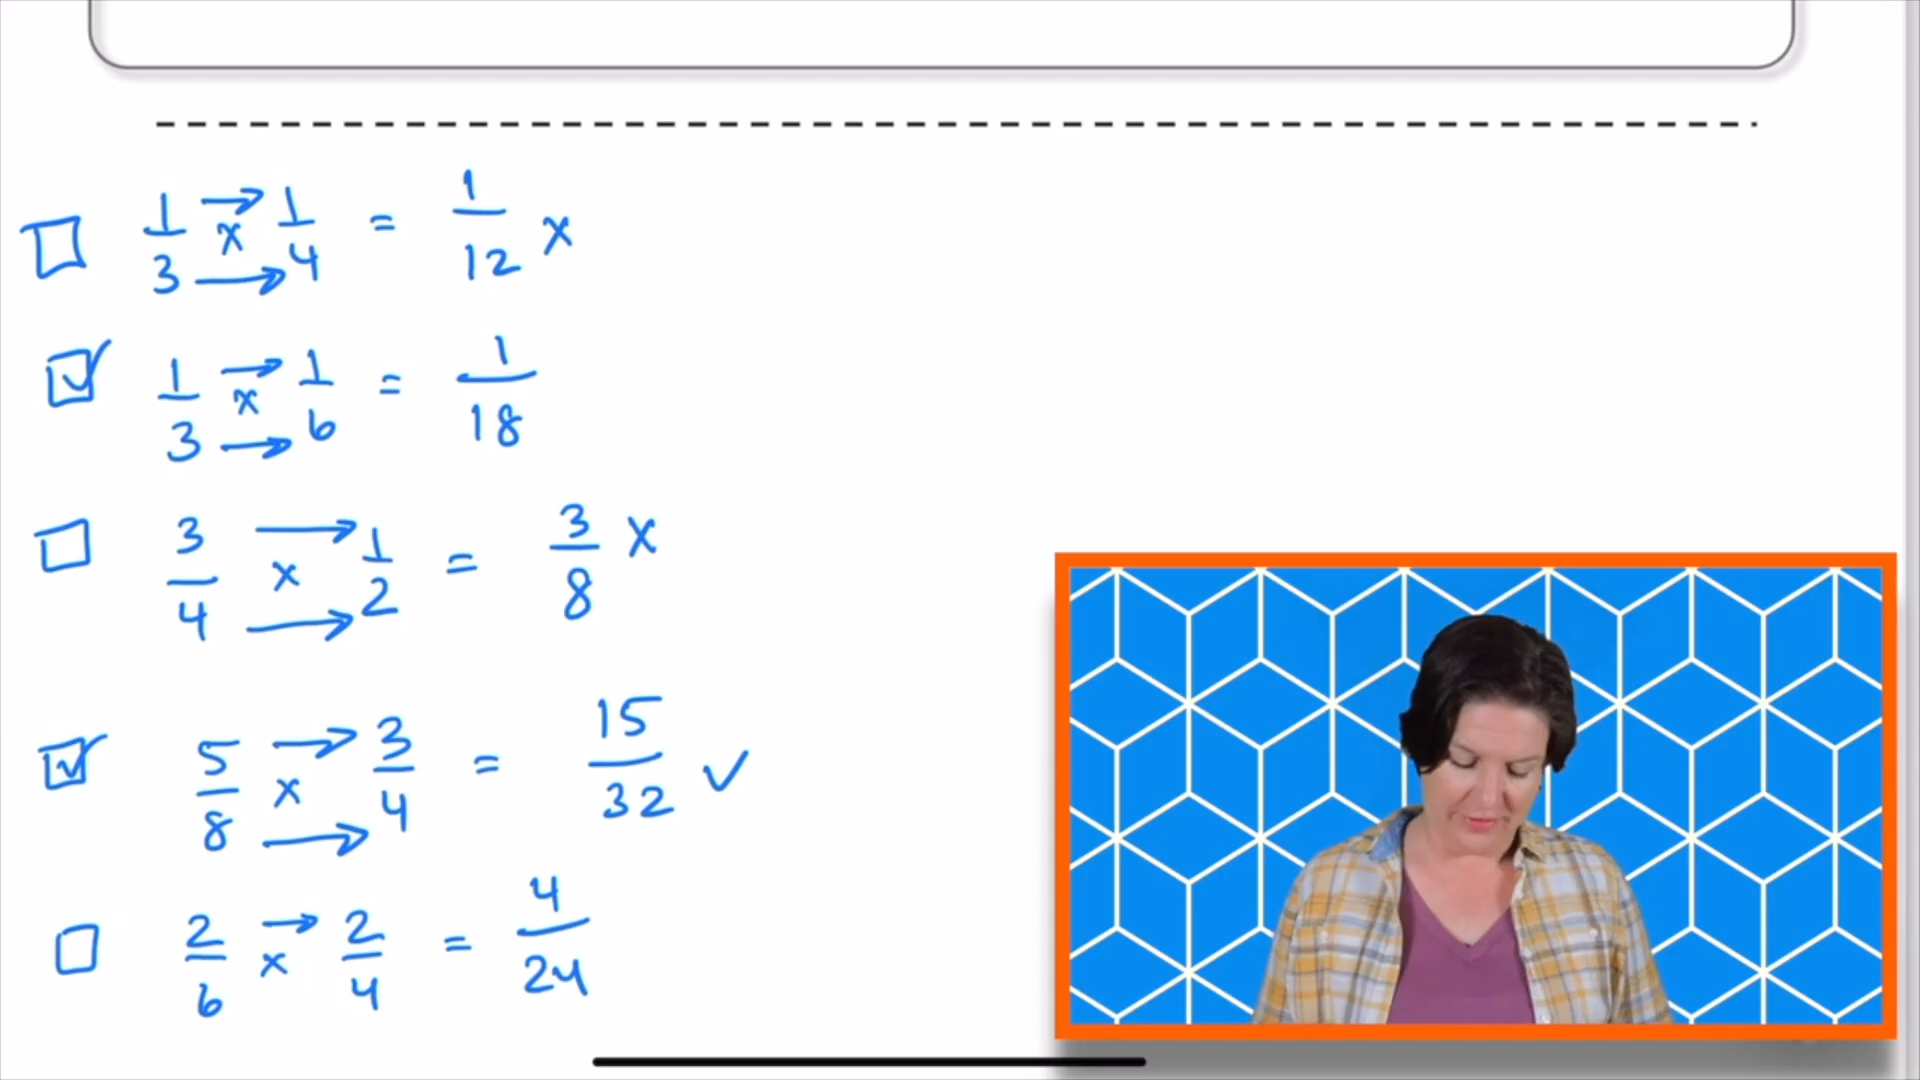 ☐ 1/3 x 1/4 = 1/12 x
☑ 1/3 x 1/6 = 1/18
☐ 3/4 x 1/2 = 3/8 x
☑ 5/8 x 3/4 = 15/32 ✓
☐ 2/6 x 2/4 = 4/24